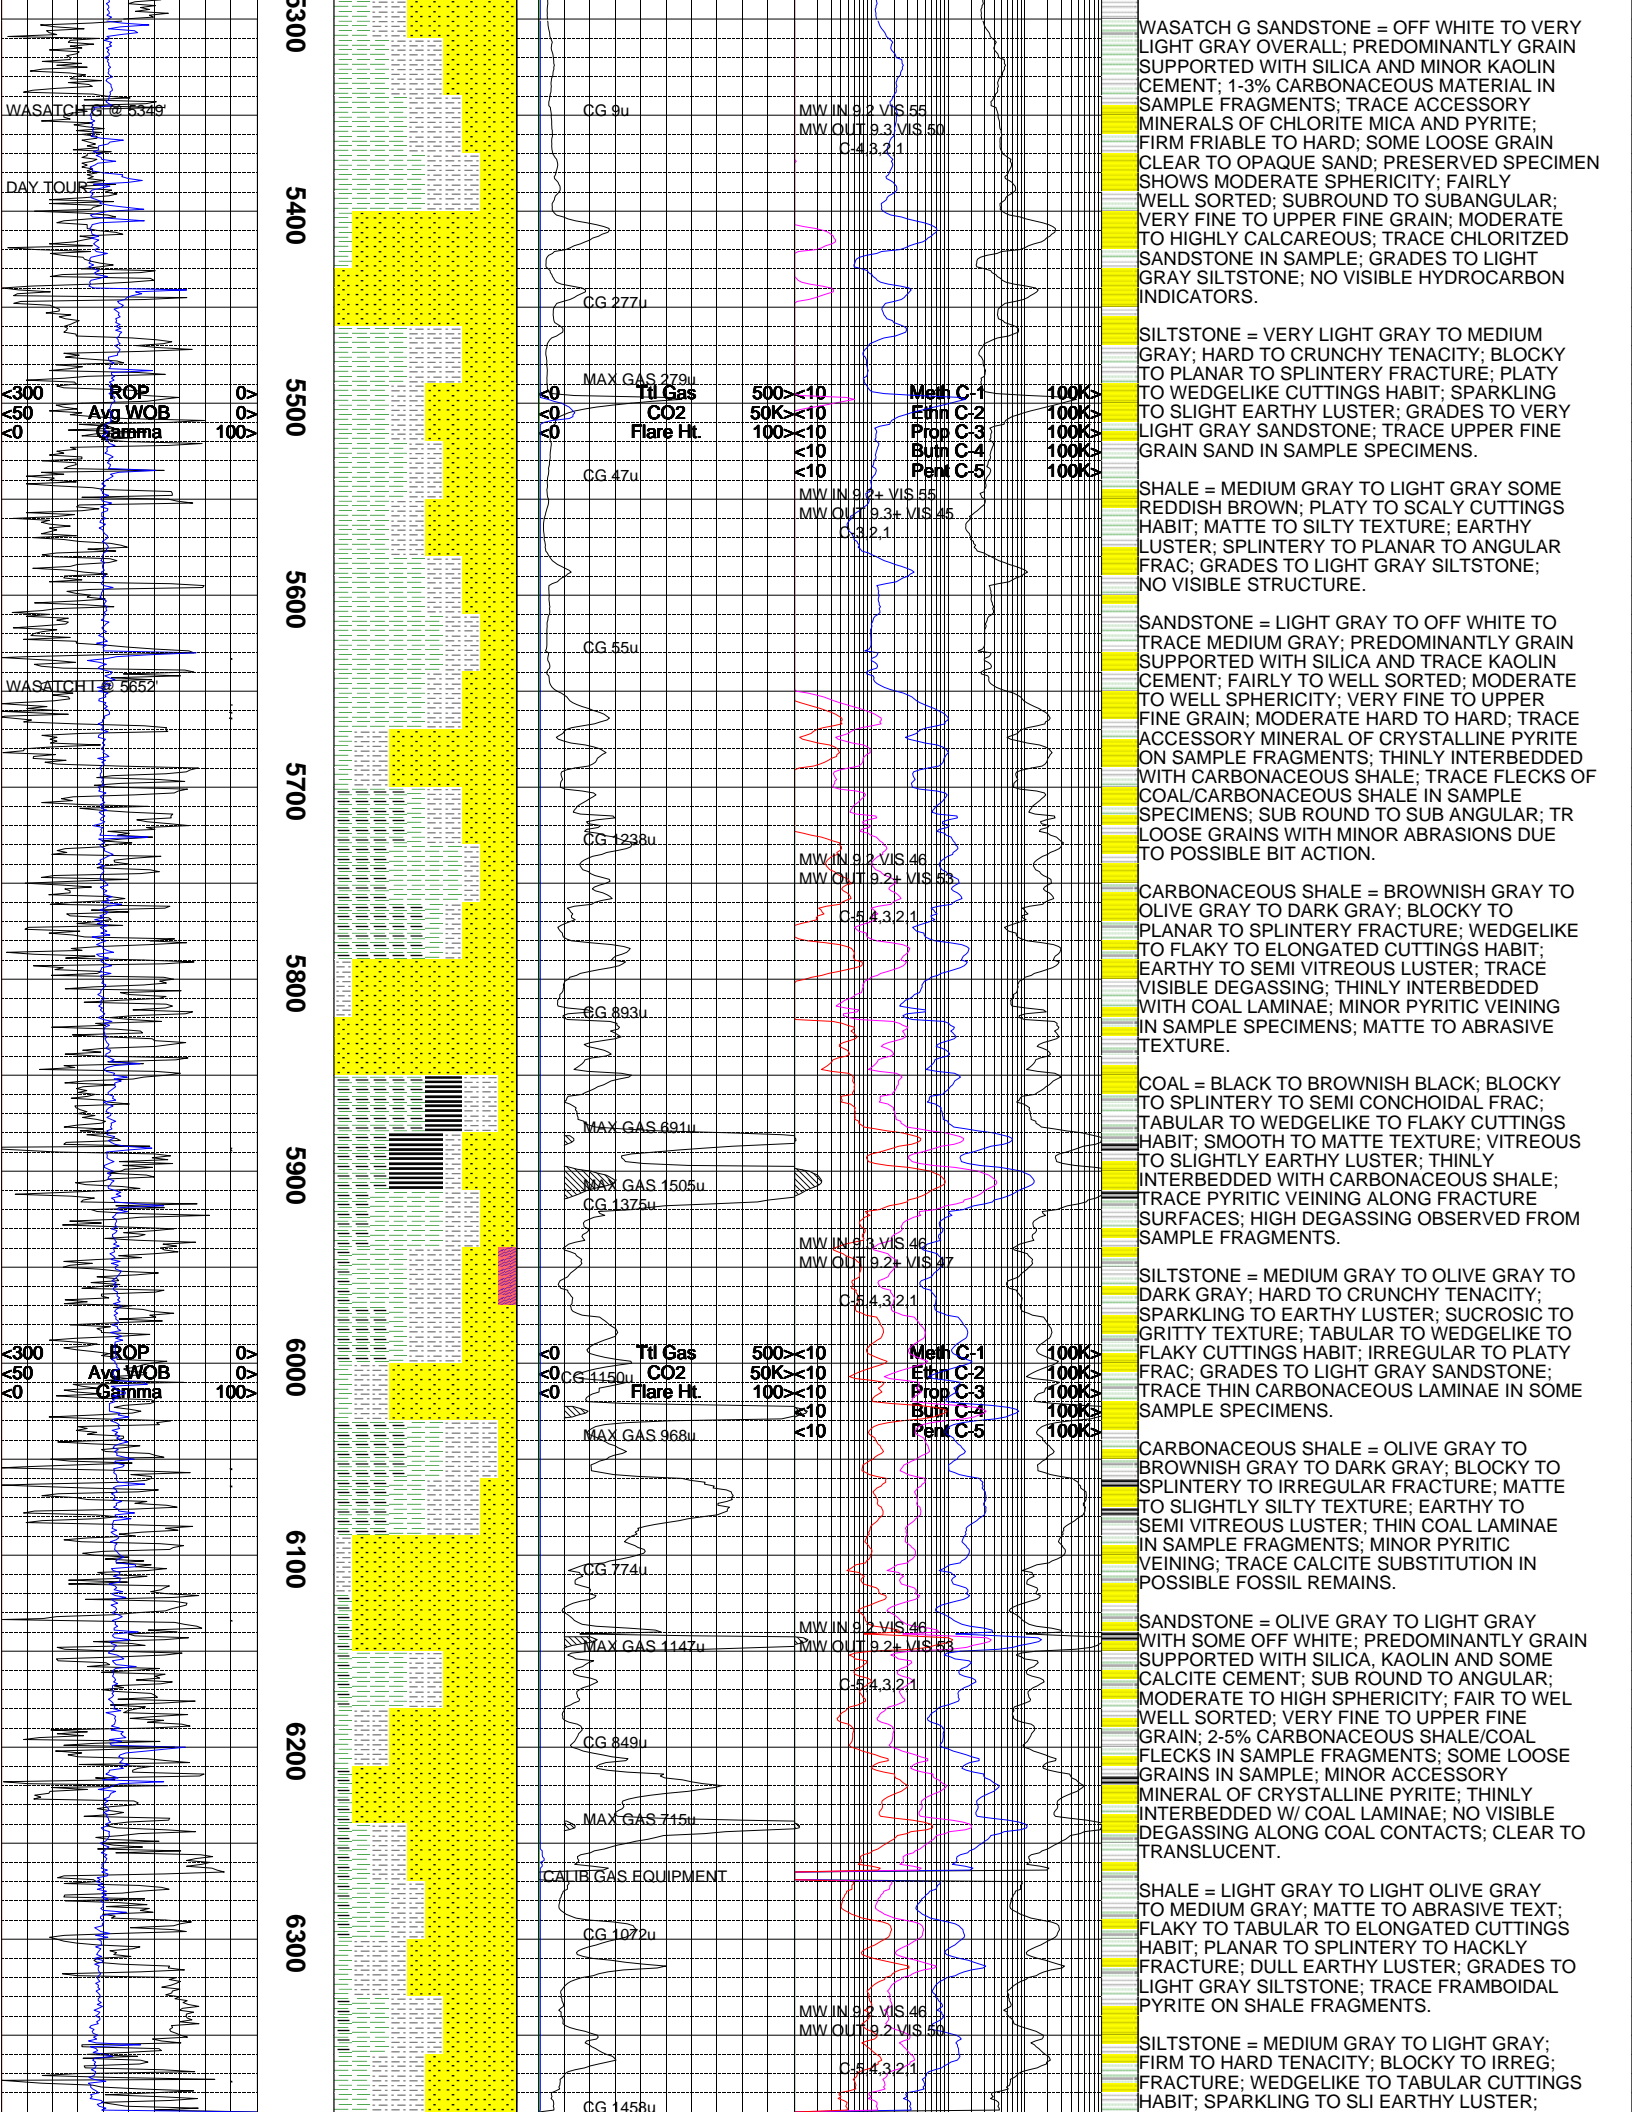 5300
WASATCH G @ 5349'
DAY TOUR
5400
<300 ROP 0>
<50 Avg WOB 0>
<0 Gamma 100>
5500
5600
WASATCH I @ 5652'
5700
5800
5900
<300 ROP 0>
<50 Avg WOB 0>
<0 Gamma 100>
6000
6100
6200
6300
CG 9u
CG 277u
MAX GAS 279u
<0 Ttl Gas 500>
<0 CO2 50K>
<0 Flare Ht. 100>
CG 47u
CG 55u
CG 1238u
CG 893u
MAX GAS 691u
MAX GAS 1505u
CG 1375u
<0 Ttl Gas 500>
<0 CO2 50K>
<0 Flare Ht. 100>
CG 1150u
MAX GAS 968u
CG 774u
MAX GAS 1147u
CG 849u
MAX GAS 715u
CALIB GAS EQUIPMENT
CG 1072u
CG 1458u
MW IN 9.2 VIS 55
MW OUT 9.3 VIS 50
C-4,3,2,1
<10 Meth C-1 100K>
<10 Ethn C-2 100K>
<10 Prop C-3 100K>
<10 Butn C-4 100K>
<10 Pent C-5 100K>
MW IN 9.2+ VIS 55
MW OUT 9.3+ VIS 45
C-3,2,1
MW IN 9.2 VIS 46
MW OUT 9.2+ VIS 53
C-5,4,3,2,1
MW IN 9.3 VIS 46
MW OUT 9.2+ VIS 47
C-5,4,3,2,1
<10 Meth C-1 100K>
<10 Ethn C-2 100K>
<10 Prop C-3 100K>
<10 Butn C-4 100K>
<10 Pent C-5 100K>
MW IN 9.2 VIS 46
MW OUT 9.2+ VIS 53
C-5,4,3,2,1
MW IN 9.2 VIS 46
MW OUT 9.2 VIS 50
C-5,4,3,2,1
WASATCH G SANDSTONE = OFF WHITE TO VERY
LIGHT GRAY OVERALL; PREDOMINANTLY GRAIN
SUPPORTED WITH SILICA AND MINOR KAOLIN
CEMENT; 1-3% CARBONACEOUS MATERIAL IN
SAMPLE FRAGMENTS; TRACE ACCESSORY
MINERALS OF CHLORITE MICA AND PYRITE;
FIRM FRIABLE TO HARD; SOME LOOSE GRAIN
CLEAR TO OPAQUE SAND; PRESERVED SPECIMEN
SHOWS MODERATE SPHERICITY; FAIRLY
WELL SORTED; SUBROUND TO SUBANGULAR;
VERY FINE TO UPPER FINE GRAIN; MODERATE
TO HIGHLY CALCAREOUS; TRACE CHLORITZED
SANDSTONE IN SAMPLE; GRADES TO LIGHT
GRAY SILTSTONE; NO VISIBLE HYDROCARBON
INDICATORS.
SILTSTONE = VERY LIGHT GRAY TO MEDIUM
GRAY; HARD TO CRUNCHY TENACITY; BLOCKY
TO PLANAR TO SPLINTERY FRACTURE; PLATY
TO WEDGELIKE CUTTINGS HABIT; SPARKLING
TO SLIGHT EARTHY LUSTER; GRADES TO VERY
LIGHT GRAY SANDSTONE; TRACE UPPER FINE
GRAIN SAND IN SAMPLE SPECIMENS.
SHALE = MEDIUM GRAY TO LIGHT GRAY SOME
REDDISH BROWN; PLATY TO SCALY CUTTINGS
HABIT; MATTE TO SILTY TEXTURE; EARTHY
LUSTER; SPLINTERY TO PLANAR TO ANGULAR
FRAC; GRADES TO LIGHT GRAY SILTSTONE;
NO VISIBLE STRUCTURE.
SANDSTONE = LIGHT GRAY TO OFF WHITE TO
TRACE MEDIUM GRAY; PREDOMINANTLY GRAIN
SUPPORTED WITH SILICA AND TRACE KAOLIN
CEMENT; FAIRLY TO WELL SORTED; MODERATE
TO WELL SPHERICITY; VERY FINE TO UPPER
FINE GRAIN; MODERATE HARD TO HARD; TRACE
ACCESSORY MINERAL OF CRYSTALLINE PYRITE
ON SAMPLE FRAGMENTS; THINLY INTERBEDDED
WITH CARBONACEOUS SHALE; TRACE FLECKS OF
COAL/CARBONACEOUS SHALE IN SAMPLE
SPECIMENS; SUB ROUND TO SUB ANGULAR; TR
LOOSE GRAINS WITH MINOR ABRASIONS DUE
TO POSSIBLE BIT ACTION.
CARBONACEOUS SHALE = BROWNISH GRAY TO
OLIVE GRAY TO DARK GRAY; BLOCKY TO
PLANAR TO SPLINTERY FRACTURE; WEDGELIKE
TO FLAKY TO ELONGATED CUTTINGS HABIT;
EARTHY TO SEMI VITREOUS LUSTER; TRACE
VISIBLE DEGASSING; THINLY INTERBEDDED
WITH COAL LAMINAE; MINOR PYRITIC VEINING
IN SAMPLE SPECIMENS; MATTE TO ABRASIVE
TEXTURE.
COAL = BLACK TO BROWNISH BLACK; BLOCKY
TO SPLINTERY TO SEMI CONCHOIDAL FRAC;
TABULAR TO WEDGELIKE TO FLAKY CUTTINGS
HABIT; SMOOTH TO MATTE TEXTURE; VITREOUS
TO SLIGHTLY EARTHY LUSTER; THINLY
INTERBEDDED WITH CARBONACEOUS SHALE;
TRACE PYRITIC VEINING ALONG FRACTURE
SURFACES; HIGH DEGASSING OBSERVED FROM
SAMPLE FRAGMENTS.
SILTSTONE = MEDIUM GRAY TO OLIVE GRAY TO
DARK GRAY; HARD TO CRUNCHY TENACITY;
SPARKLING TO EARTHY LUSTER; SUCROSIC TO
GRITTY TEXTURE; TABULAR TO WEDGELIKE TO
FLAKY CUTTINGS HABIT; IRREGULAR TO PLATY
FRAC; GRADES TO LIGHT GRAY SANDSTONE;
TRACE THIN CARBONACEOUS LAMINAE IN SOME
SAMPLE SPECIMENS.
CARBONACEOUS SHALE = OLIVE GRAY TO
BROWNISH GRAY TO DARK GRAY; BLOCKY TO
SPLINTERY TO IRREGULAR FRACTURE; MATTE
TO SLIGHTLY SILTY TEXTURE; EARTHY TO
SEMI VITREOUS LUSTER; THIN COAL LAMINAE
IN SAMPLE FRAGMENTS; MINOR PYRITIC
VEINING; TRACE CALCITE SUBSTITUTION IN
POSSIBLE FOSSIL REMAINS.
SANDSTONE = OLIVE GRAY TO LIGHT GRAY
WITH SOME OFF WHITE; PREDOMINANTLY GRAIN
SUPPORTED WITH SILICA, KAOLIN AND SOME
CALCITE CEMENT; SUB ROUND TO ANGULAR;
MODERATE TO HIGH SPHERICITY; FAIR TO WEL
WELL SORTED; VERY FINE TO UPPER FINE
GRAIN; 2-5% CARBONACEOUS SHALE/COAL
FLECKS IN SAMPLE FRAGMENTS; SOME LOOSE
GRAINS IN SAMPLE; MINOR ACCESSORY
MINERAL OF CRYSTALLINE PYRITE; THINLY
INTERBEDDED W/ COAL LAMINAE; NO VISIBLE
DEGASSING ALONG COAL CONTACTS; CLEAR TO
TRANSLUCENT.
SHALE = LIGHT GRAY TO LIGHT OLIVE GRAY
TO MEDIUM GRAY; MATTE TO ABRASIVE TEXT;
FLAKY TO TABULAR TO ELONGATED CUTTINGS
HABIT; PLANAR TO SPLINTERY TO HACKLY
FRACTURE; DULL EARTHY LUSTER; GRADES TO
LIGHT GRAY SILTSTONE; TRACE FRAMBOIDAL
PYRITE ON SHALE FRAGMENTS.
SILTSTONE = MEDIUM GRAY TO LIGHT GRAY;
FIRM TO HARD TENACITY; BLOCKY TO IRREG;
FRACTURE; WEDGELIKE TO TABULAR CUTTINGS
HABIT; SPARKLING TO SLI EARTHY LUSTER;